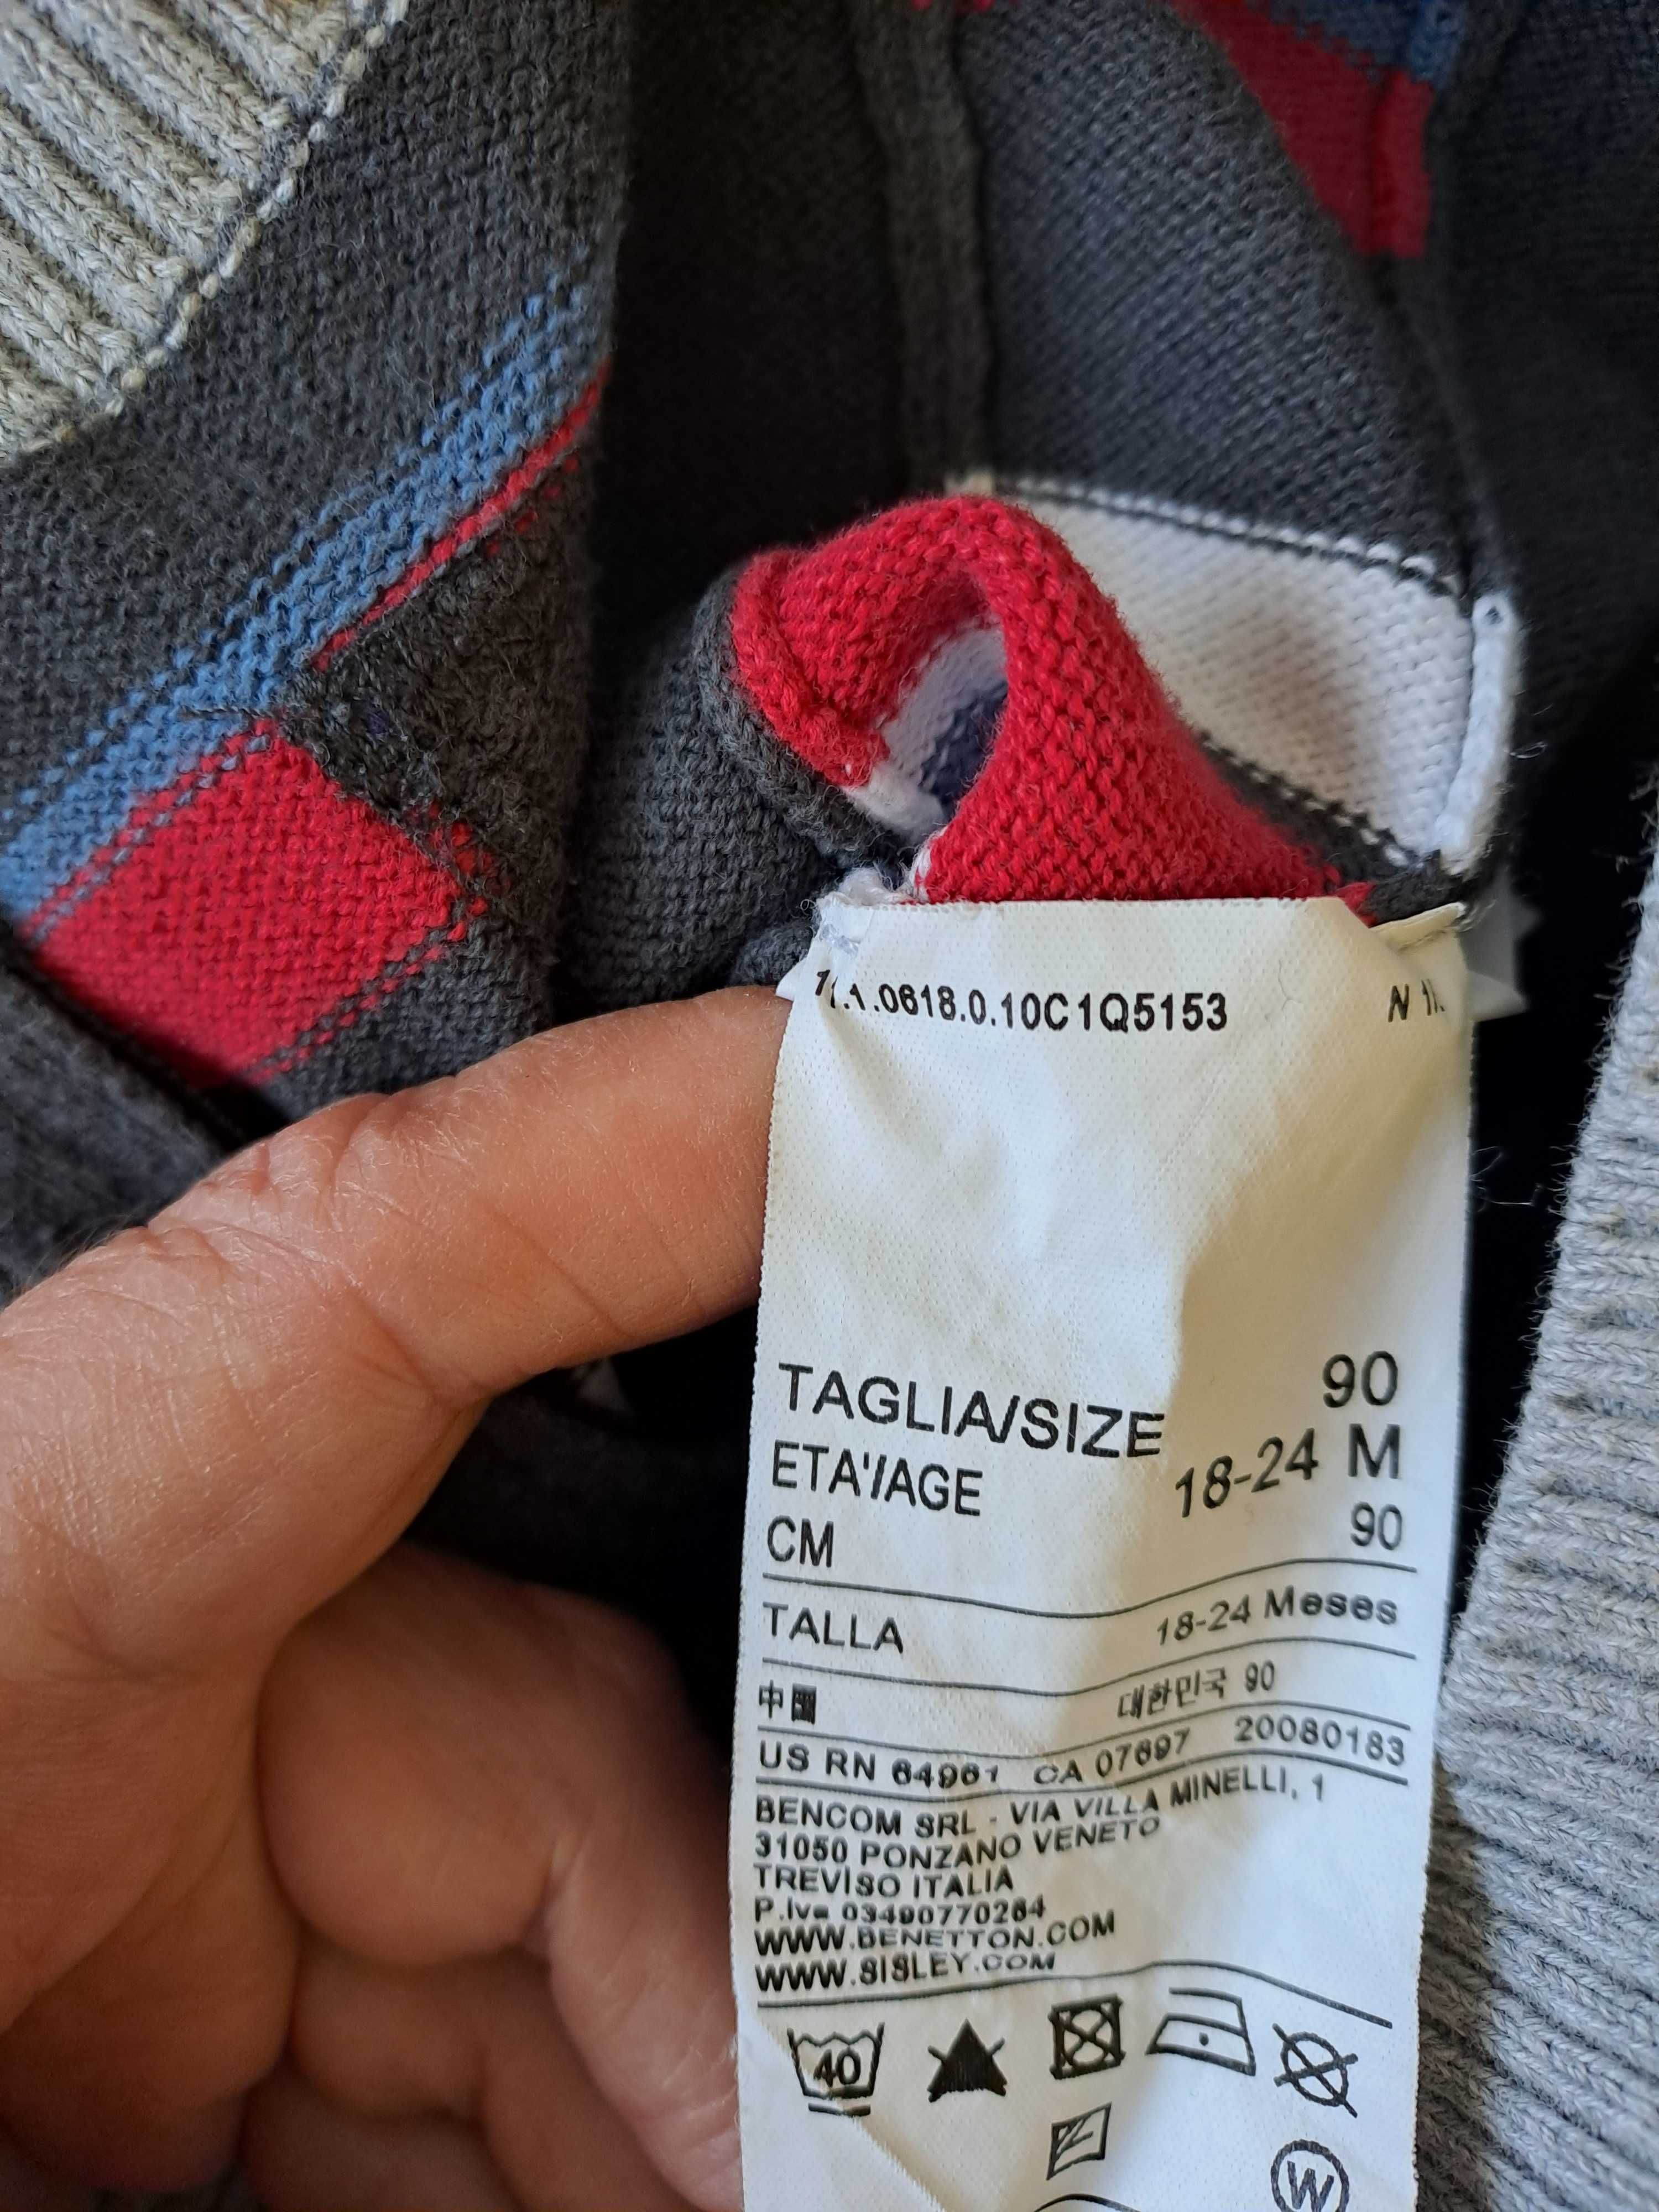 .1.0618.0.10C1Q5153 N
TAGLIA/SIZE 90
ETA'/AGE 18-24 M
CM 90
TALLA 18-24 Meses
中國 대한민국 90
US RN 64961 CA 07697 20080183
BENCOM SRL - VIA VILLA MINELLI, 1
31050 PONZANO VENETO
TREVISO ITALIA
P.Iva 03490770264
WWW.BENETTON.COM
WWW.SISLEY.COM
40
W